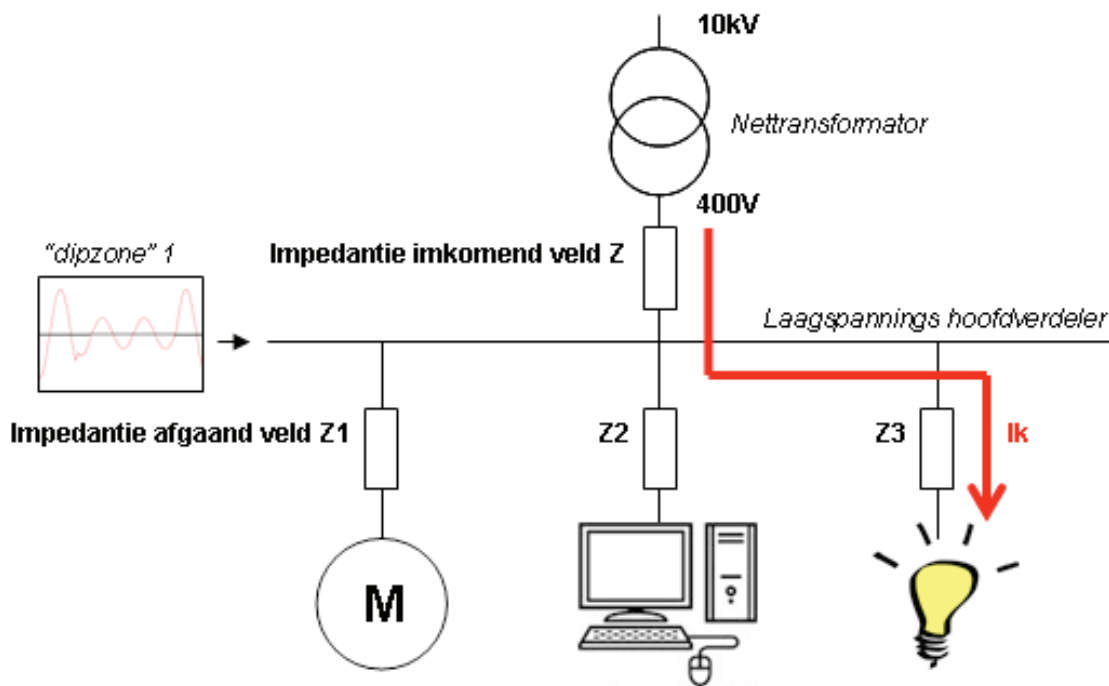 10kV
Nettransformator
400V
"dipzone" 1
Impedantie imkomend veld Z
Laagspannings hoofdverdeler
Impedantie afgaand veld Z1
Z2
Z3
Ik
M